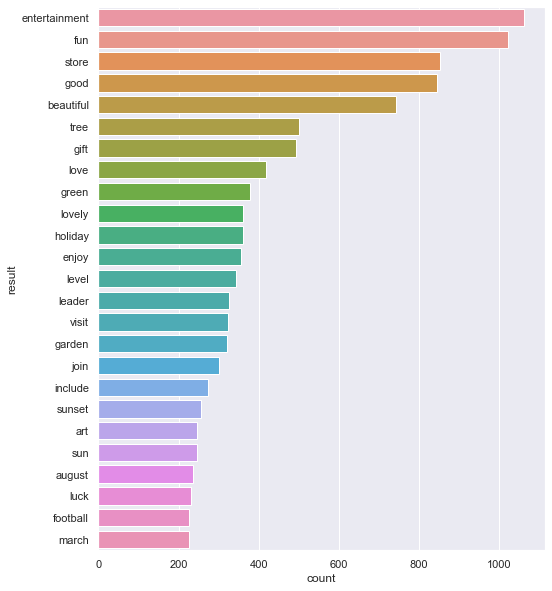 entertainment
fun
store
good
beautiful
tree
gift
love
green
lovely
holiday
enjoy
level
leader
visit
garden
join
include
sunset
art
sun
august
luck
football
march
result
0 200 400 600 800 1000
count